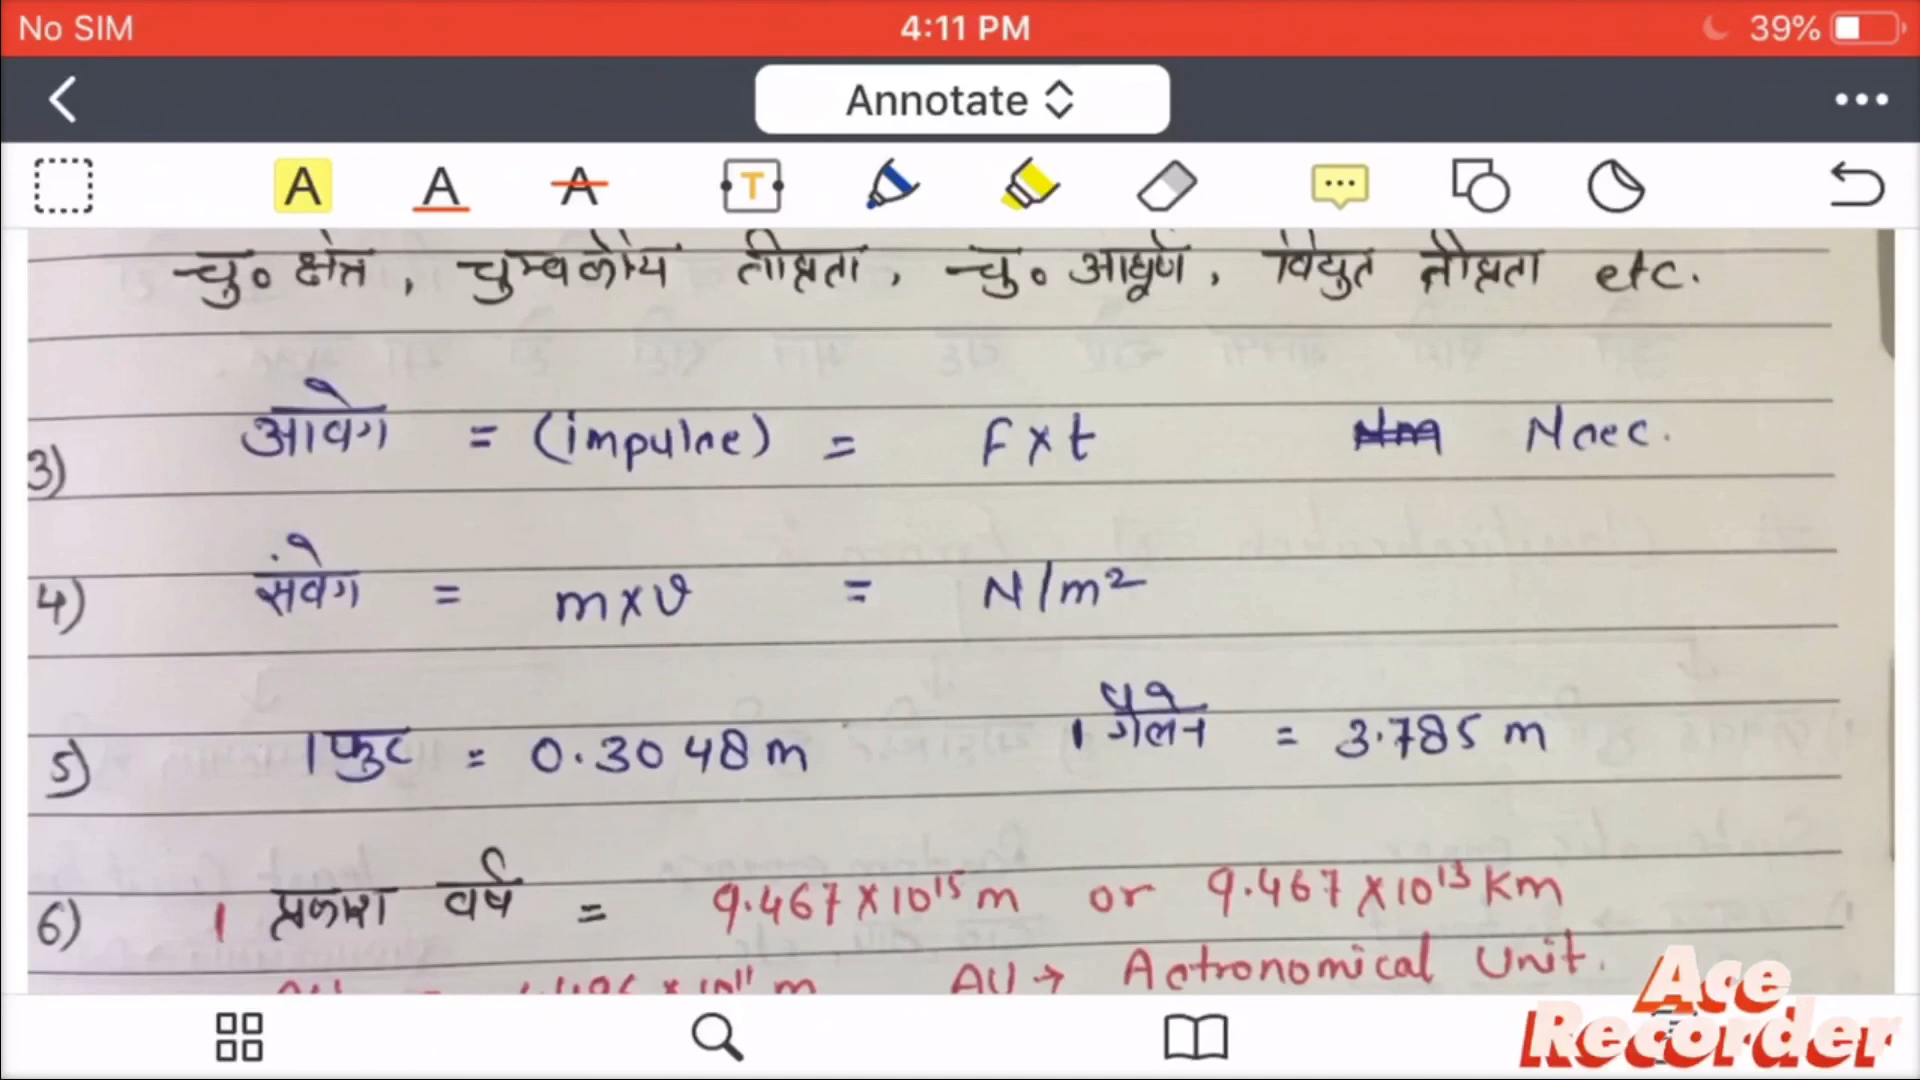 No SIM 4:11 PM 39%
Annotate
A A A T
चु० क्षेत्र, चुम्बकीय तीव्रता, चु० आघूर्ण, विद्युत तीव्रता etc.
3) आवेग = (impulse) = F×t Nsec.
4) संवेग = m×v = N/m²
5) 1 फुट = 0.3048 m 1 गैलन = 3.785 m
6) 1 प्रकाश वर्ष = 9.467×10¹⁵ m or 9.467×10¹³ Km
AU → Astronomical Unit.
Ace
Recorder